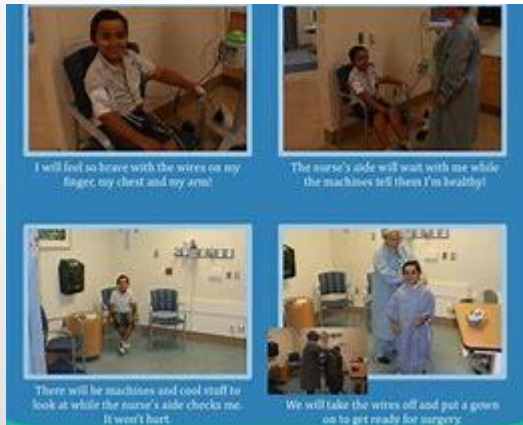 I will feel so brave with the wires on my
finger, my chest and my arm!
The nurse's aide will wait with me while
the machines tell them I'm healthy!
There will be machines and cool stuff to
look at while the nurse's aide checks me.
It won't hurt.
We will take the wires off and put a gown
on to get ready for surgery.